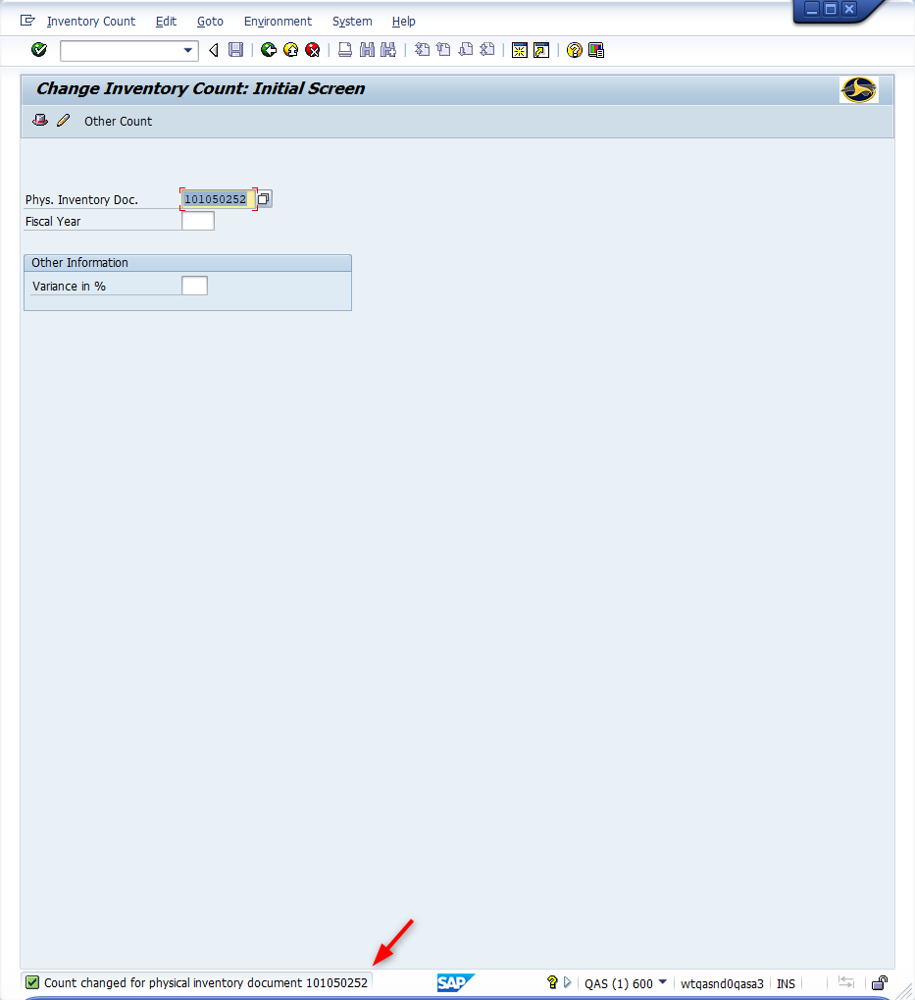 Inventory Count Edit Goto Environment System Help
Change Inventory Count: Initial Screen
Other Count
Phys. Inventory Doc. 101050252
Fiscal Year
Other Information
Variance in %
Count changed for physical inventory document 101050252 SAP QAS (1) 600 wtqasnd0qasa3 INS